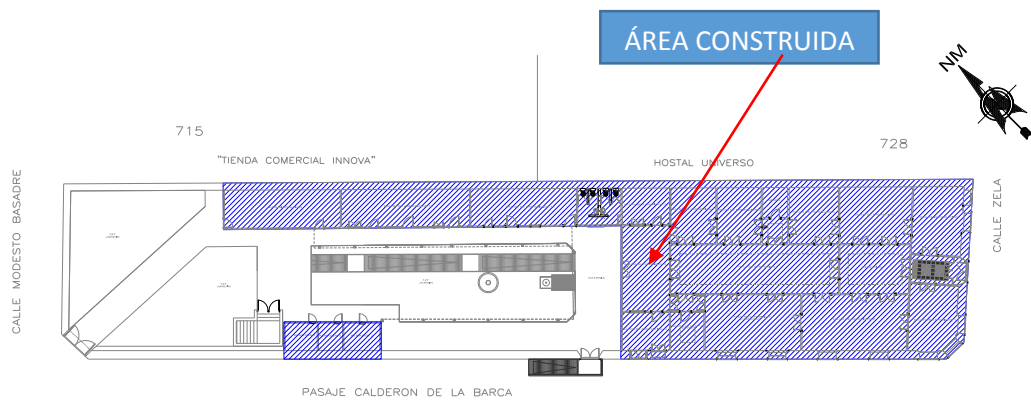 ÁREA CONSTRUIDA
NM
715
728
"TIENDA COMERCIAL INNOVA"
HOSTAL UNIVERSO
CALLE MODESTO BASADRE
CALLE ZELA
PASAJE CALDERON DE LA BARCA